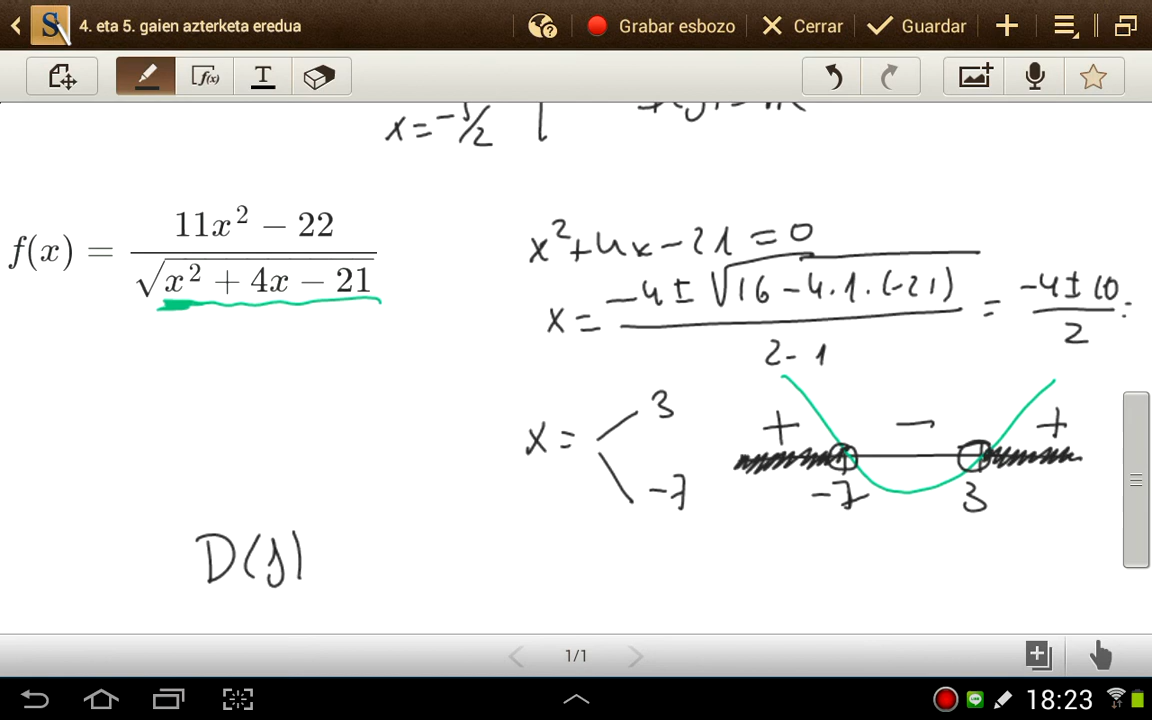 4. eta 5. gaien azterketa eredua
Grabar esbozo
Cerrar
Guardar
f(x)
T
x = -1/2
f(x) = (11x² − 22) / √(x² + 4x − 21)
x²+4x-21=0
x = (-4 ± √(16-4.1.(-21))) / (2-1) = (-4±10) / 2 =
x = 3
-7
+ - +
-7 3
D(f)
1/1
18:23